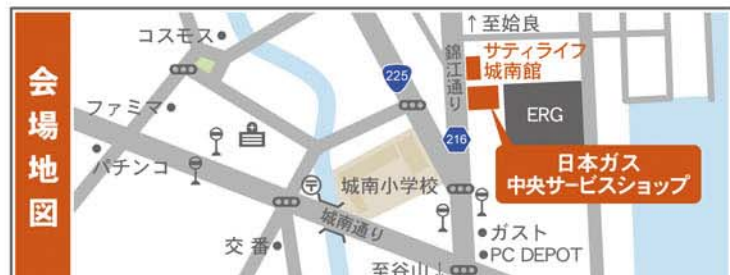 会場地図
コスモス
ファミマ
パチンコ
交番
城南通り
城南小学校
225
錦江通り
216
↑至姶良
サティライフ
城南館
ERG
日本ガス
中央サービスショップ
ガスト
PC DEPOT
至谷山↓